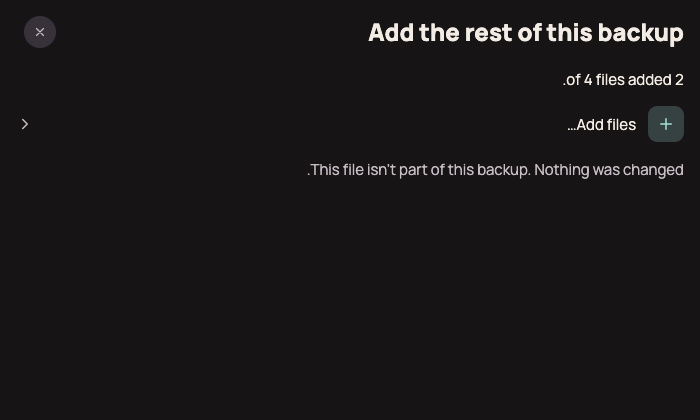 Add the rest of this backup
.of 4 files added 2
...Add files
.This file isn't part of this backup. Nothing was changed